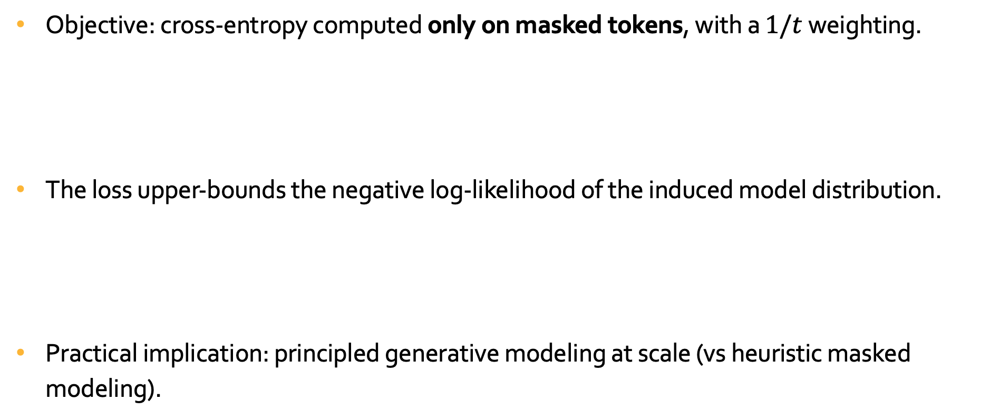 • Objective: cross-entropy computed only on masked tokens, with a 1/t weighting.
• The loss upper-bounds the negative log-likelihood of the induced model distribution.
• Practical implication: principled generative modeling at scale (vs heuristic masked
modeling).